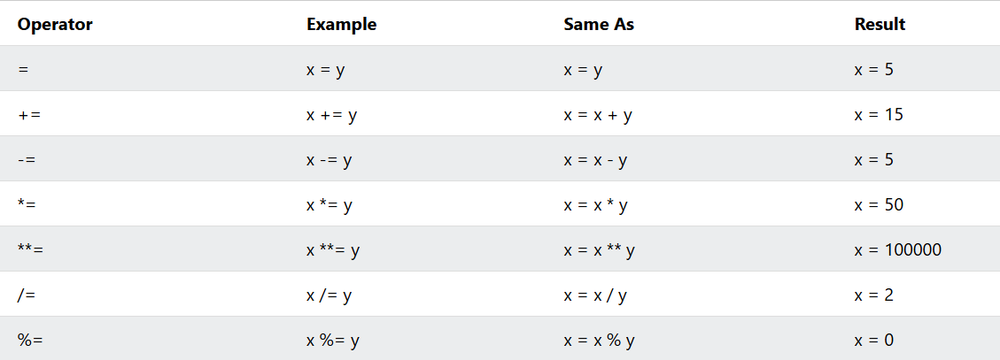 Operator Example Same As Result
= x = y x = y x = 5
+= x += y x = x + y x = 15
-= x -= y x = x - y x = 5
*= x *= y x = x * y x = 50
**= x **= y x = x ** y x = 100000
/= x /= y x = x / y x = 2
%= x %= y x = x % y x = 0